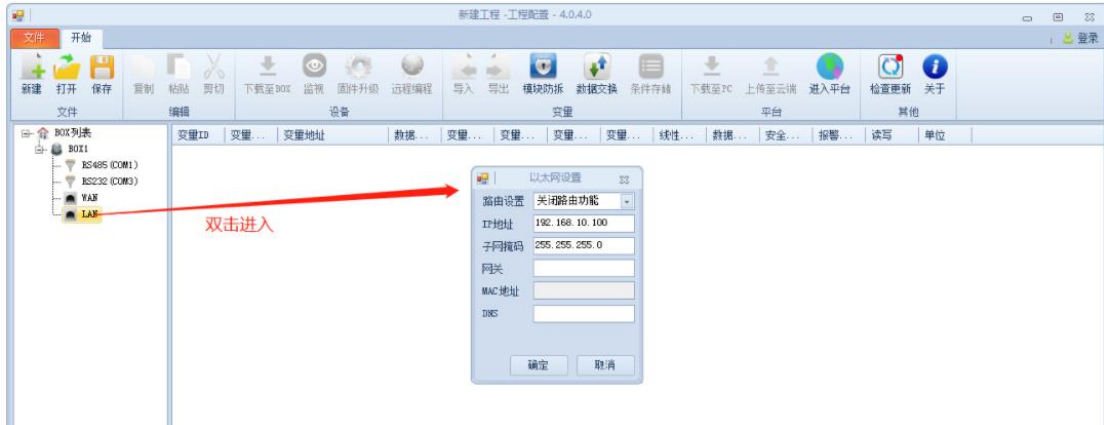 新建工程 -工程配置 - 4.0.4.0
文件 开始 登录
新建 打开 保存 复制 粘贴 剪切 下载至BOX 监视 固件升级 远程编程 导入 导出 模块防拆 数据交换 条件存储 下载至PC 上传至云端 进入平台 检查更新 关于
文件 编辑 设备 变量 平台 其他
BOX列表
变量ID 变量... 变量地址 数据... 变量... 变量... 变量... 变量... 线性... 数据... 安全... 报警... 读写 单位
BOX1
RS485(COM1)
RS232(COM3)
WAN
LAN
双击进入
以太网设置
路由设置 关闭路由功能
IP地址 192.168.10.100
子网掩码 255.255.255.0
网关
MAC地址
DNS
确定 取消